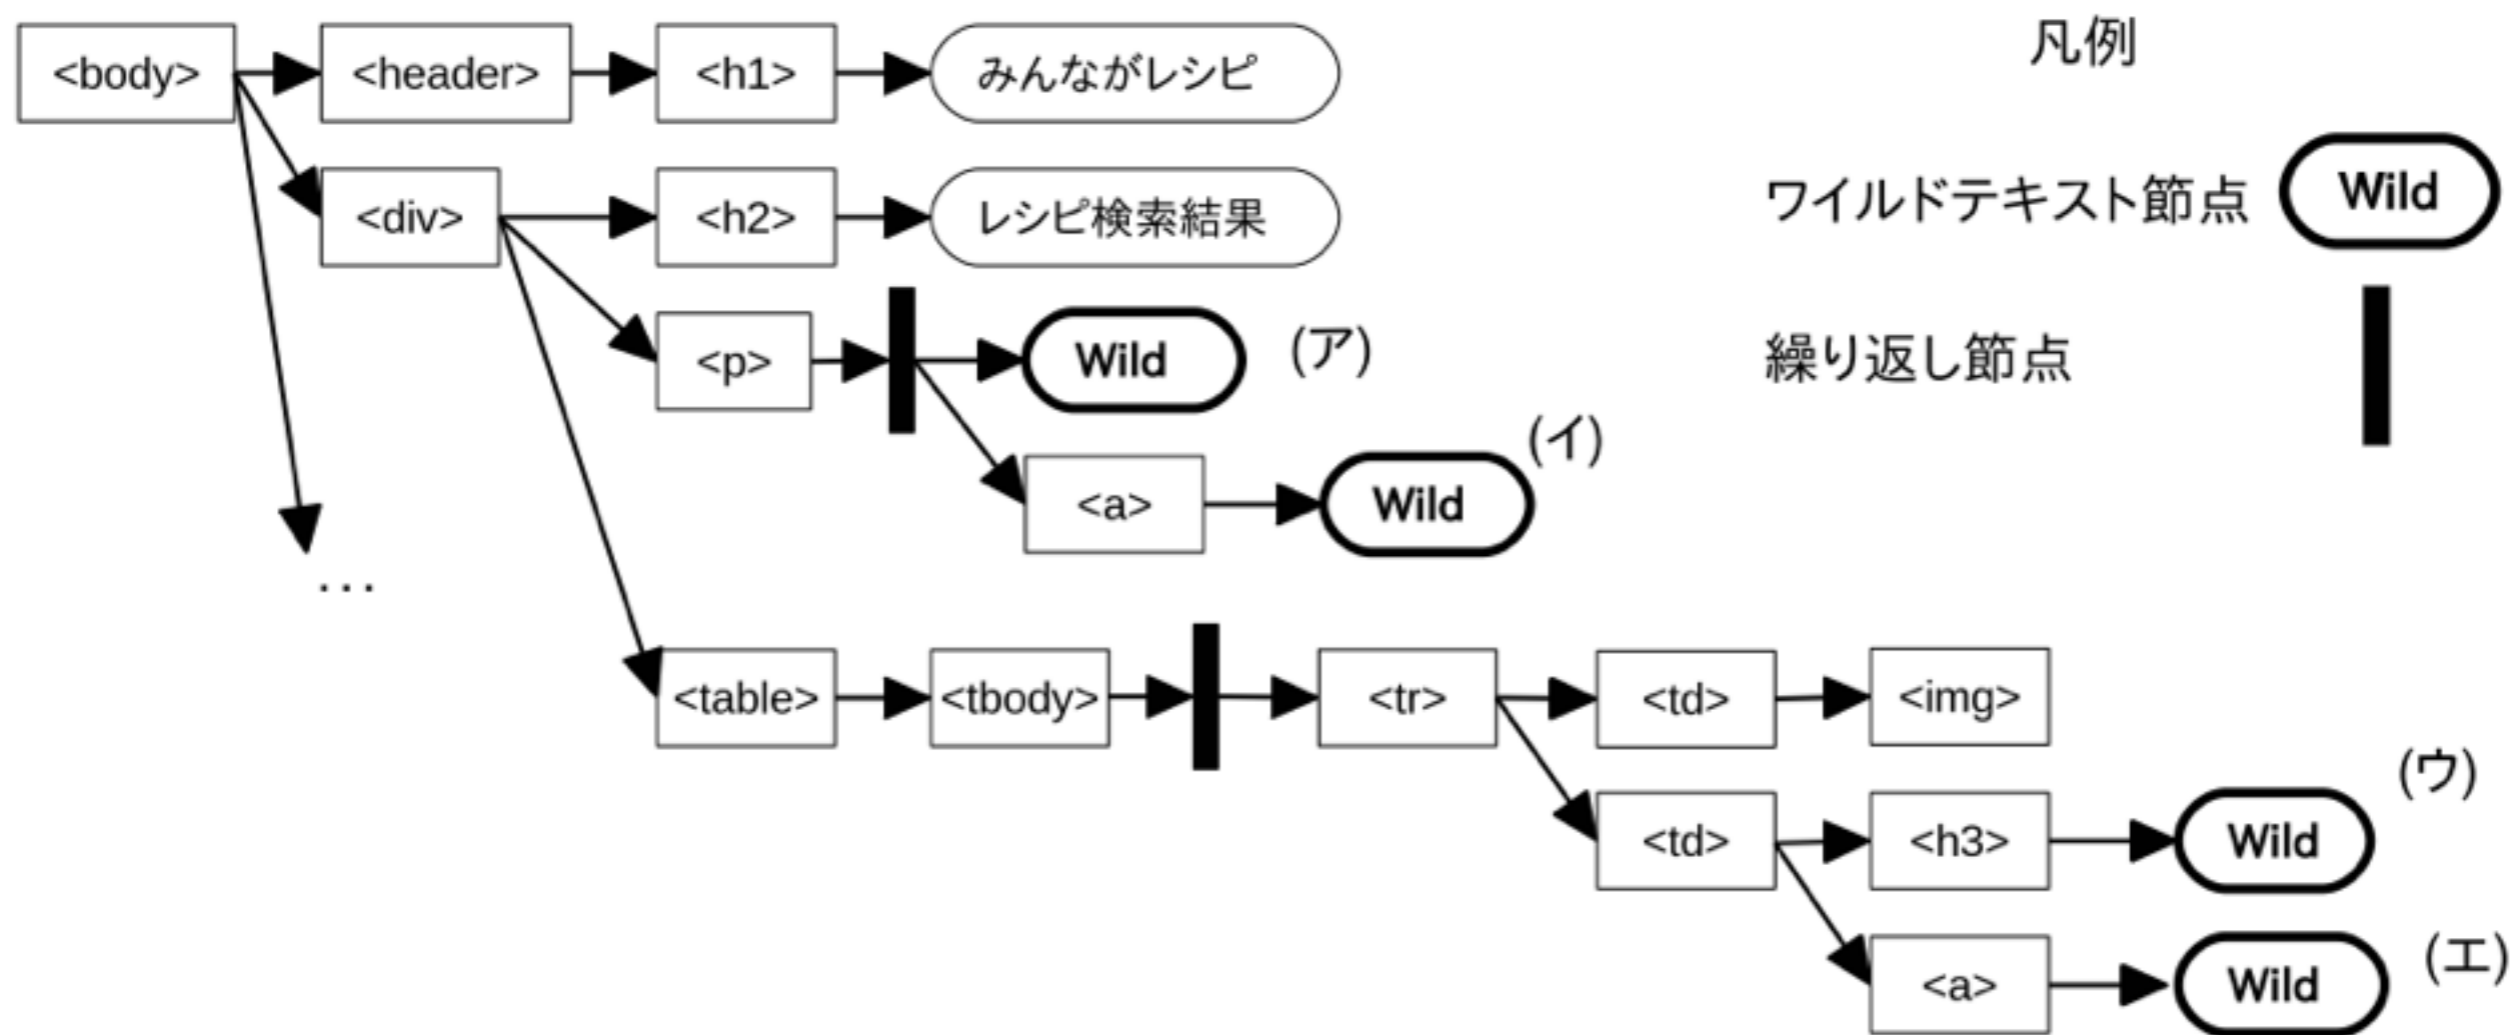 <body> <header> <h1> みんながレシピ
凡例
<div> <h2> レシピ検索結果
ワイルドテキスト節点 Wild
<p> Wild (ア)
繰り返し節点
<a> Wild (イ)
...
<table> <tbody> <tr> <td> <img>
<td> <h3> Wild (ウ)
<a> Wild (エ)